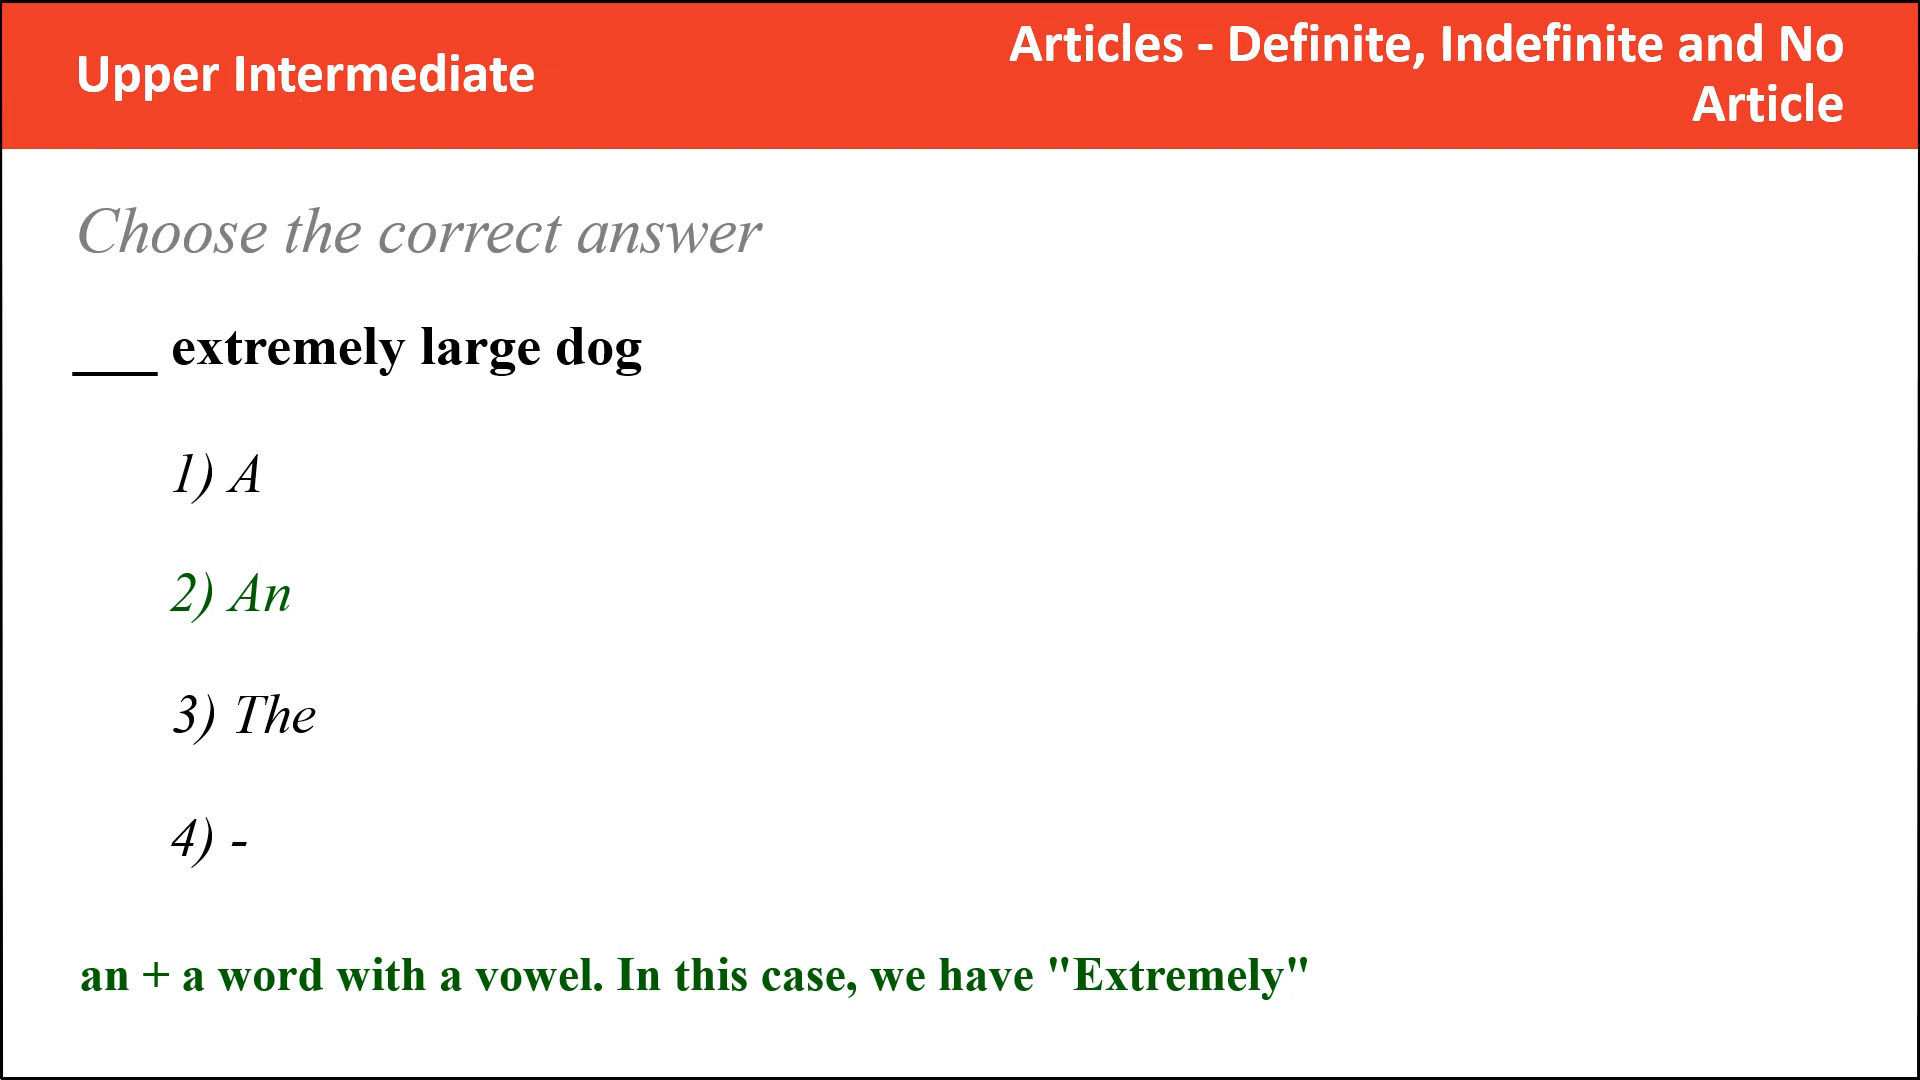 Upper Intermediate
Articles - Definite, Indefinite and No
Article
Choose the correct answer
___ extremely large dog
1) A
2) An
3) The
4) -
an + a word with a vowel. In this case, we have "Extremely"